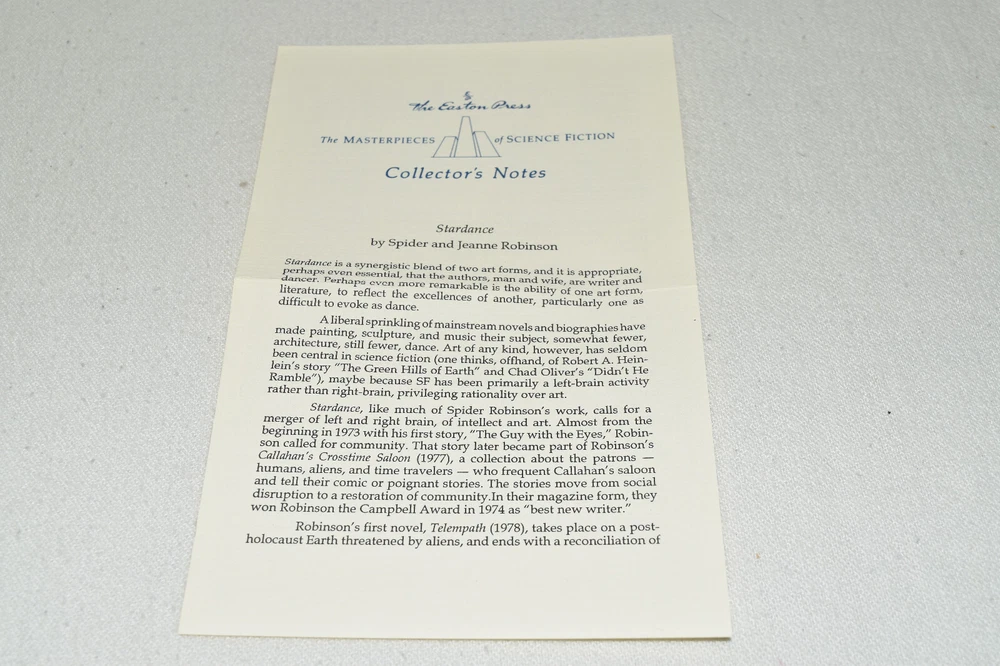 The Easton Press
The MASTERPIECES of SCIENCE FICTION
Collector's Notes
Stardance
by Spider and Jeanne Robinson
Stardance is a synergistic blend of two art forms, and it is appropriate,
perhaps even essential, that the authors, man and wife, are writer and
dancer. Perhaps even more remarkable is the ability of one art form,
literature, to reflect the excellences of another, particularly one as
difficult to evoke as dance.
A liberal sprinkling of mainstream novels and biographies have
made painting, sculpture, and music their subject, somewhat fewer,
architecture, still fewer, dance. Art of any kind, however, has seldom
been central in science fiction (one thinks, offhand, of Robert A. Hein-
lein's story "The Green Hills of Earth" and Chad Oliver's "Didn't He
Ramble"), maybe because SF has been primarily a left-brain activity
rather than right-brain, privileging rationality over art.
Stardance, like much of Spider Robinson's work, calls for a
merger of left and right brain, of intellect and art. Almost from the
beginning in 1973 with his first story, "The Guy with the Eyes," Robin-
son called for community. That story later became part of Robinson's
Callahan's Crosstime Saloon (1977), a collection about the patrons —
humans, aliens, and time travelers — who frequent Callahan's saloon
and tell their comic or poignant stories. The stories move from social
disruption to a restoration of community.In their magazine form, they
won Robinson the Campbell Award in 1974 as "best new writer."
Robinson's first novel, Telempath (1978), takes place on a post-
holocaust Earth threatened by aliens, and ends with a reconciliation of